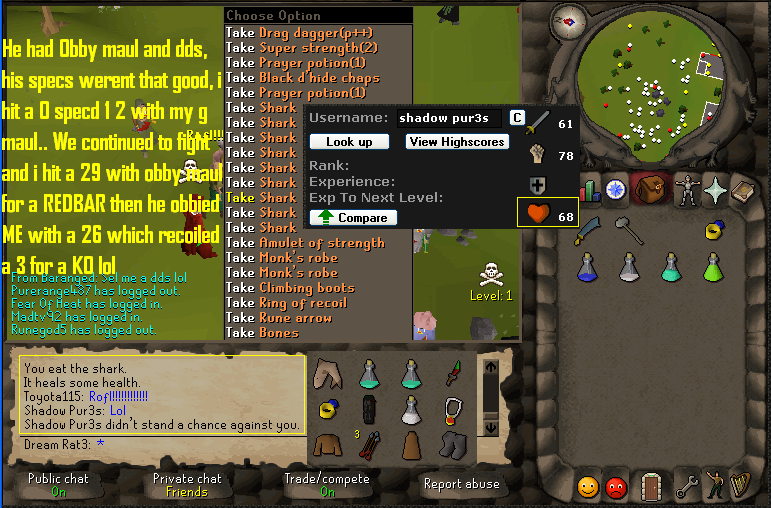 He had Obby maul and dds,
his specs werent that good, i
hit a 0 specd 1 2 with my g
maul.. We continued to fight
and i hit a 29 with obby maul
for a REDBAR then he obbied
ME with a 26 which recoiled
a 3 for a KO lol
From Baranged: Sel me a dds lol
Purerange437 has logged out.
Fear Of Heat has logged in.
Madtv92 has logged in.
Runegod5 has logged out.
Choose Option
Take Drag dagger(p++)
Take Super strength(2)
Take Prayer potion(1)
Take Black d'hide chaps
Take Prayer potion(1)
Take Shark
Take Shark
Take Shark
Take Shark
Take Shark
Take Shark
Take Shark
Take Shark
Take Shark
Take Amulet of strength
Take Monk's robe
Take Monk's robe
Take Climbing boots
Take Ring of recoil
Take Rune arrow
Take Bones
Username: shadow pur3s C
Look up View Highscores
Rank:
Experience:
Exp To Next Level:
Compare
61
78
68
Level: 1
You eat the shark.
It heals some health.
Toyota115: Rofl!!!!!!!!!!!!
Shadow Pur3s: Lol
Shadow Pur3s didn't stand a chance against you.
Dream Rat3: *
3
Public chat
On
Private chat
Friends
Trade/compete
On
Report abuse